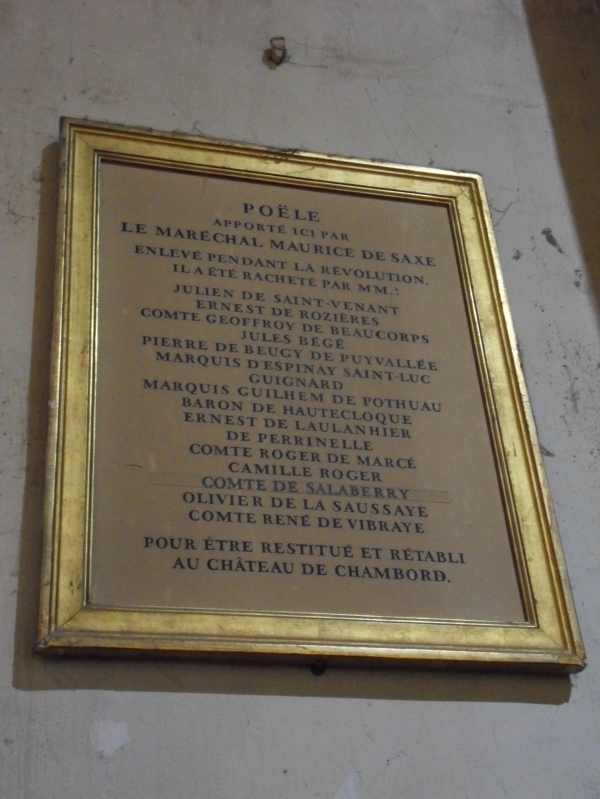 POËLE
APPORTÉ ICI PAR
LE MARÉCHAL MAURICE DE SAXE
ENLEVÉ PENDANT LA RÉVOLUTION,
IL A ÉTÉ RACHETÉ PAR MM.:
JULIEN DE SAINT-VENANT
ERNEST DE ROZIÈRES
COMTE GEOFFROY DE BEAUCORPS
JULES BÉGÉ
PIERRE DE BEUGY DE PUYVALLÉE
MARQUIS D'ESPINAY SAINT-LUC
GUIGNARD
MARQUIS GUILHEM DE POTHUAU
BARON DE HAUTECLOQUE
ERNEST DE LAULANHIER
DE PERRINELLE
COMTE ROGER DE MARCÉ
CAMILLE ROGER
COMTE DE SALABERRY
OLIVIER DE LA SAUSSAYE
COMTE RENÉ DE VIBRAYE
POUR ÉTRE RESTITUÉ ET RÉTABLI
AU CHÂTEAU DE CHAMBORD.